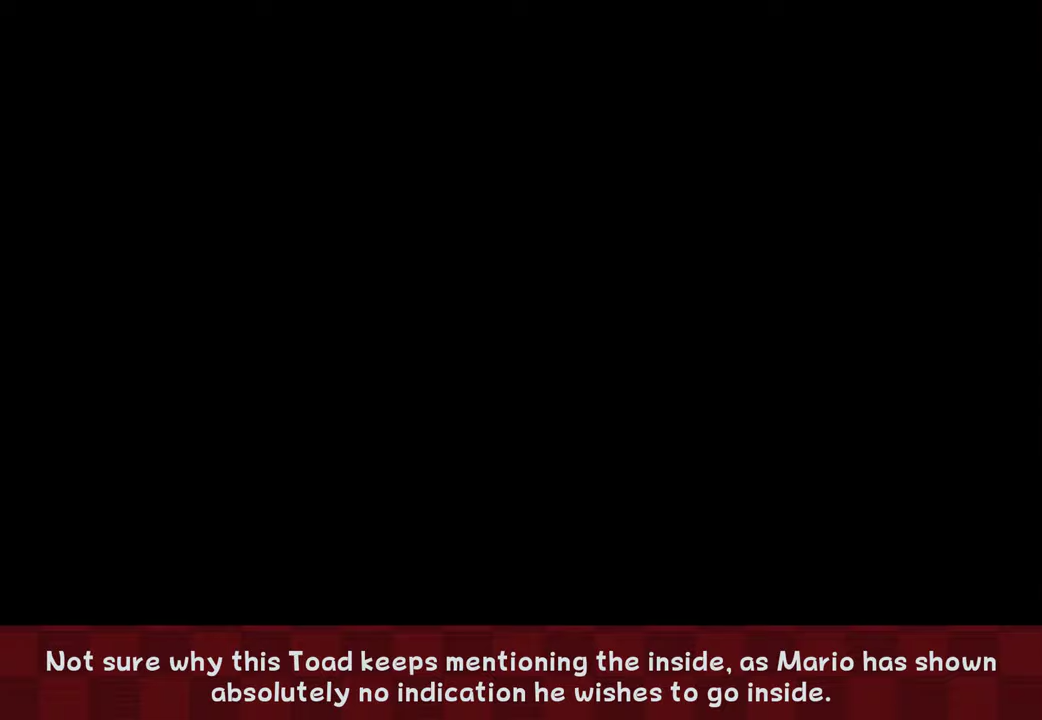 Not sure why this Toad keeps mentioning the inside, as Mario has shown
absolutely no indication he wishes to go inside.